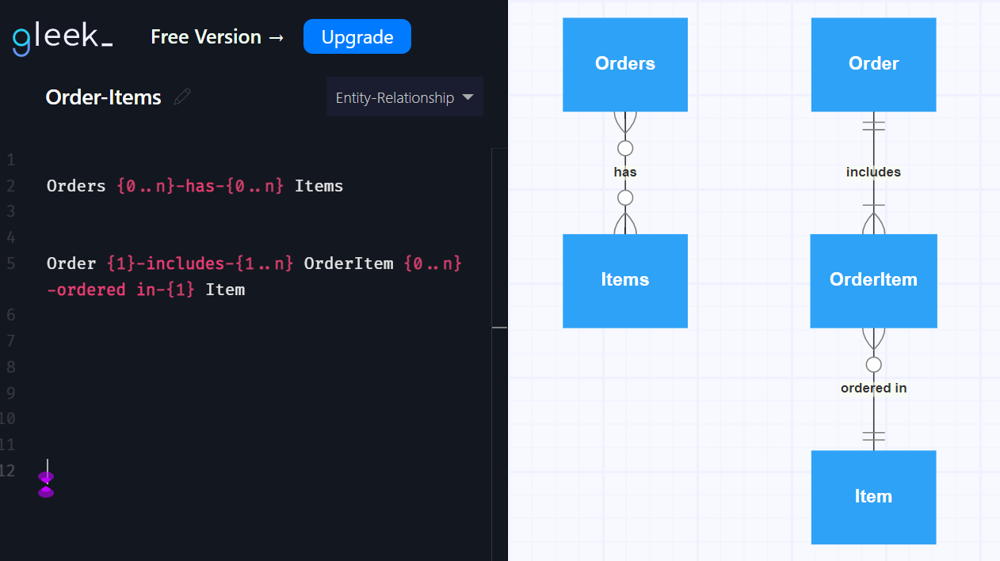 gleek_
Free Version → Upgrade
Order-Items
Entity-Relationship
1
2 Orders {0..n}-has-{0..n} Items
3
4
5 Order {1}-includes-{1..n} OrderItem {0..n}
-ordered in-{1} Item
6
7
8
9
10
11
12
Orders
has
Items
Order
includes
OrderItem
ordered in
Item